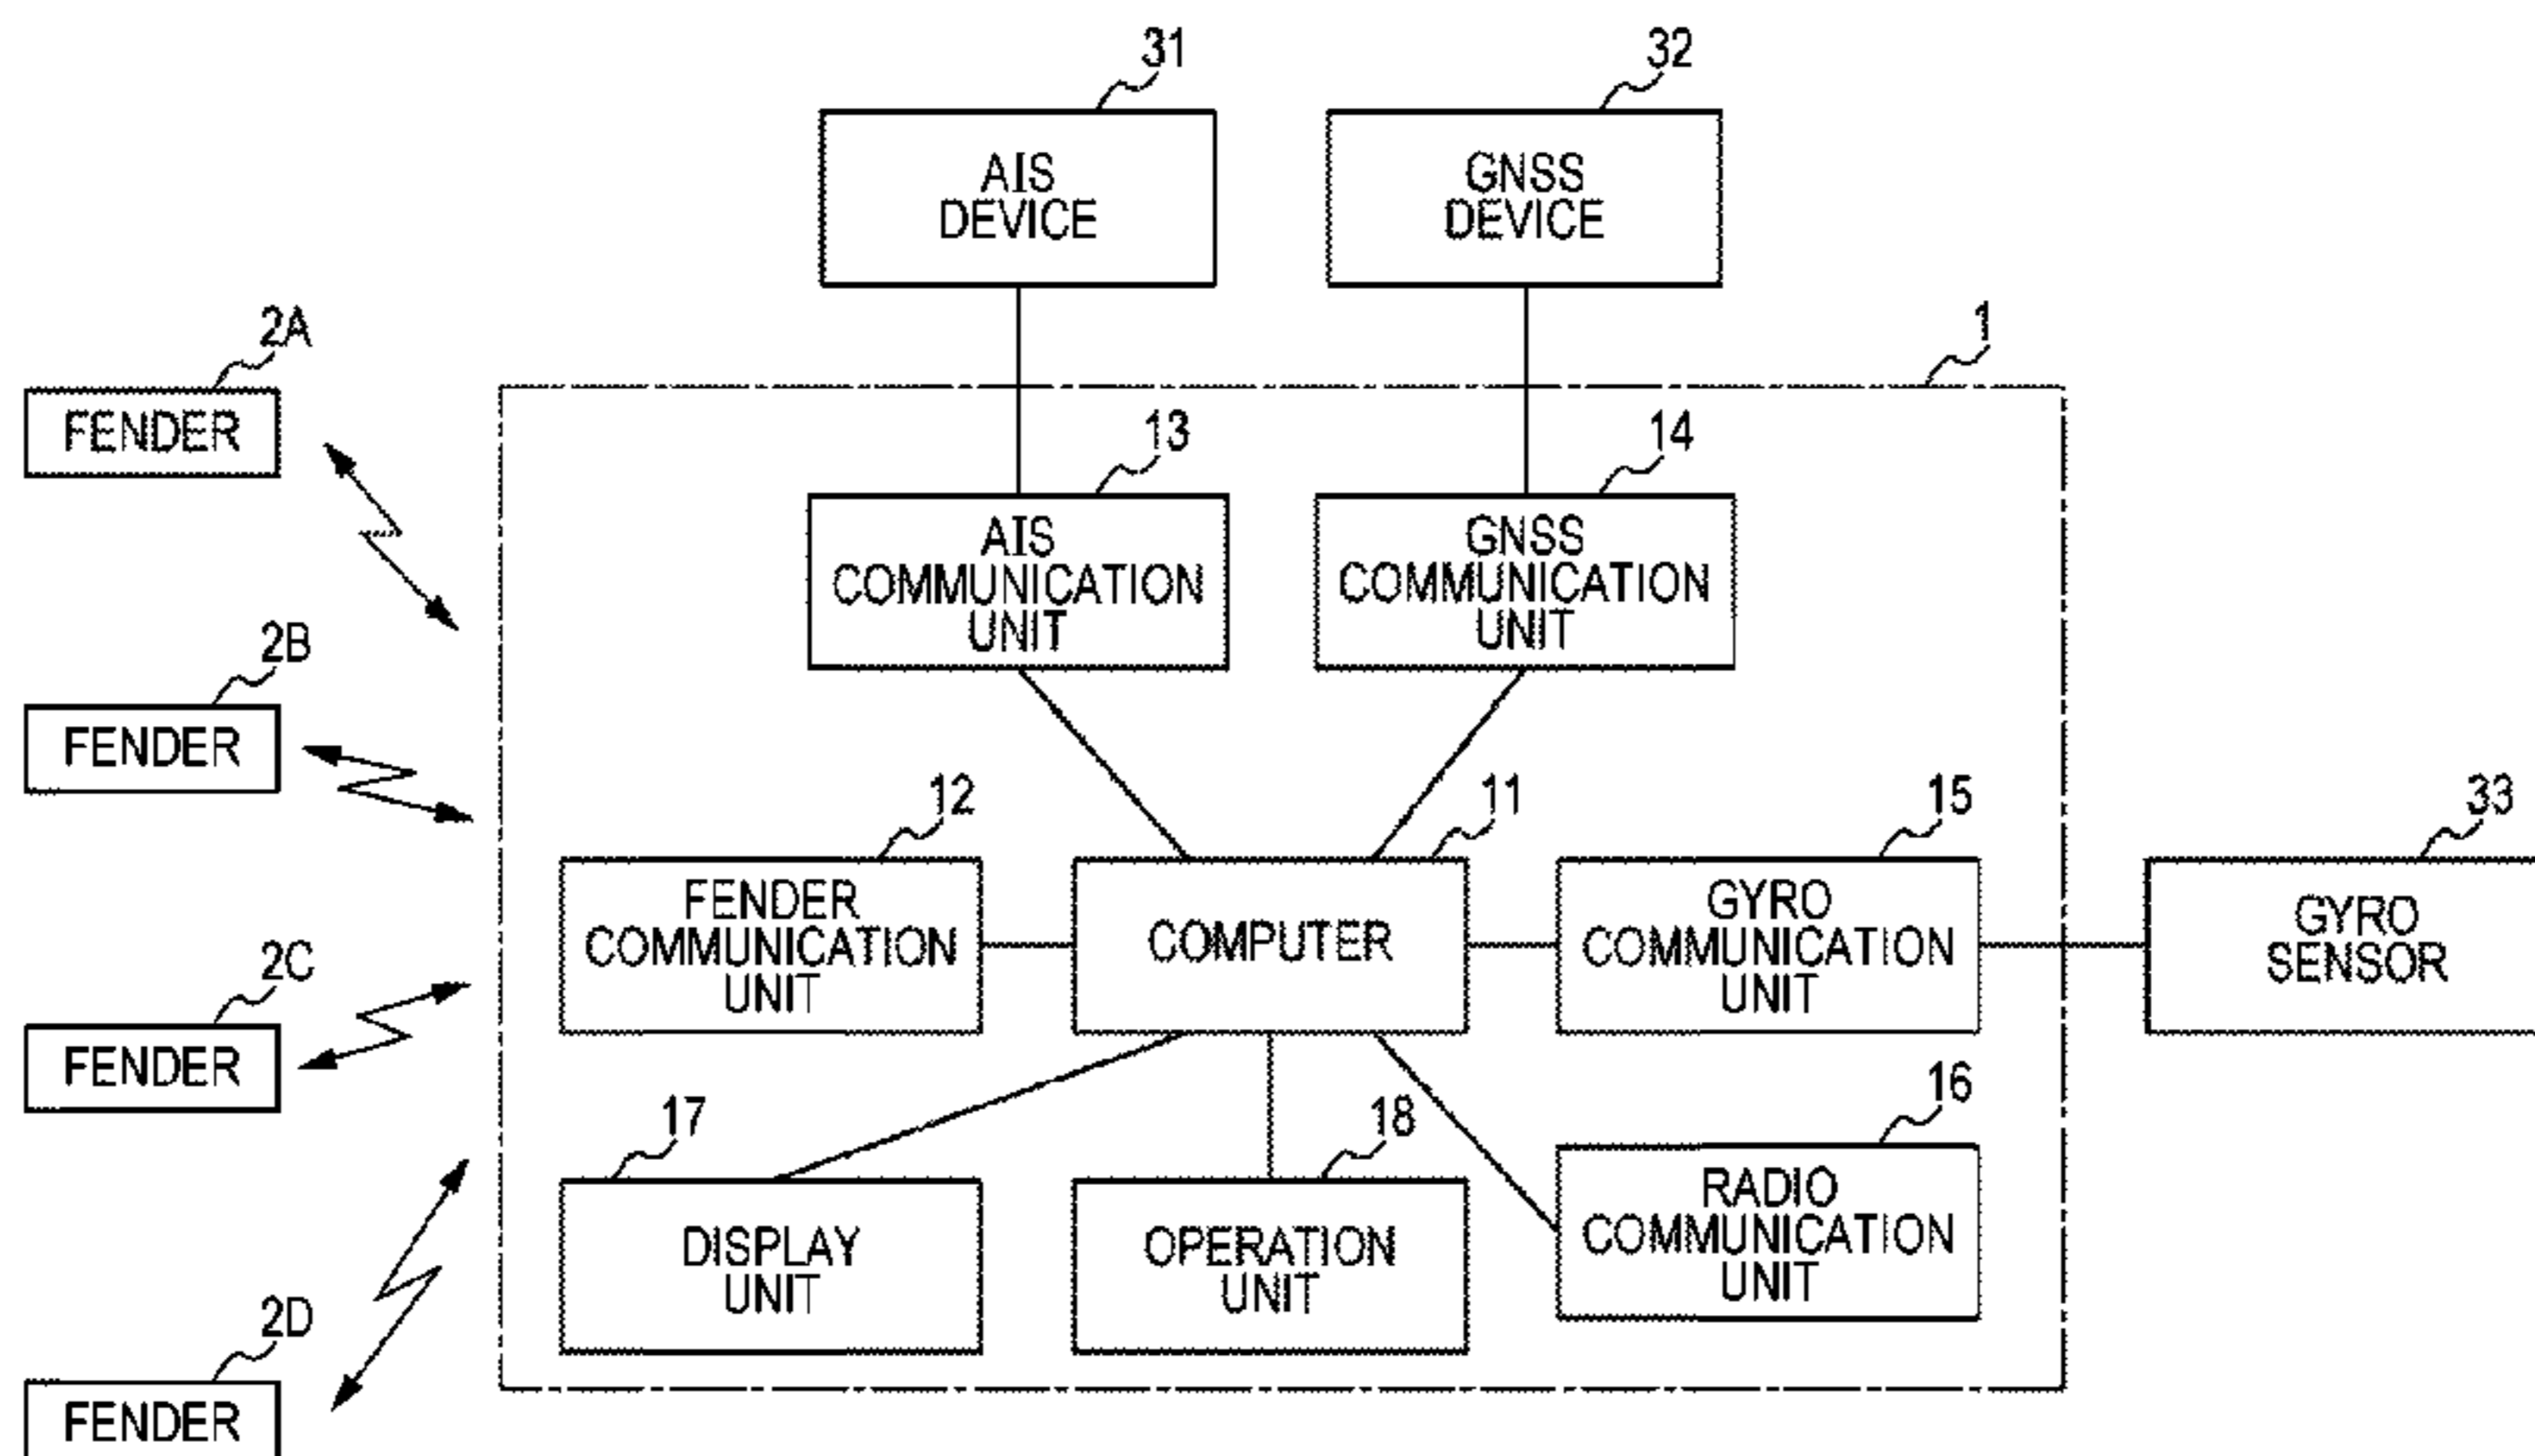 31
32
AIS
DEVICE
GNSS
DEVICE
1
2A
FENDER
13
14
AIS
COMMUNICATION
UNIT
GNSS
COMMUNICATION
UNIT
2B
FENDER
12
11
15
33
FENDER
COMMUNICATION
UNIT
COMPUTER
GYRO
COMMUNICATION
UNIT
GYRO
SENSOR
2C
FENDER
17
18
16
DISPLAY
UNIT
OPERATION
UNIT
RADIO
COMMUNICATION
UNIT
2D
FENDER